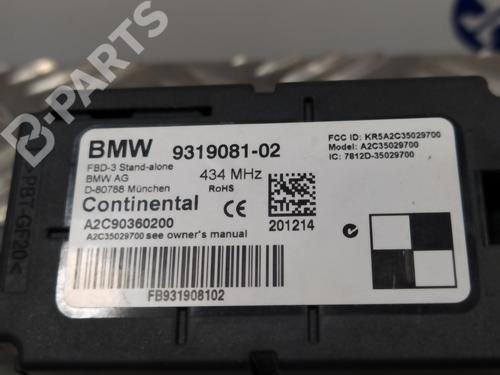 B-PARTS
BMW 9319081-02
FBD-3 Stand-alone
BMW AG
D-80788 München
434 MHz
RoHS
Continental
CE
A2C90360200
201214
A2C35029700 see owner's manual
FCC ID: KR5A2C35029700
Model: A2C35029700
IC: 7812D-35029700
FB931908102
>PBT-GF20<